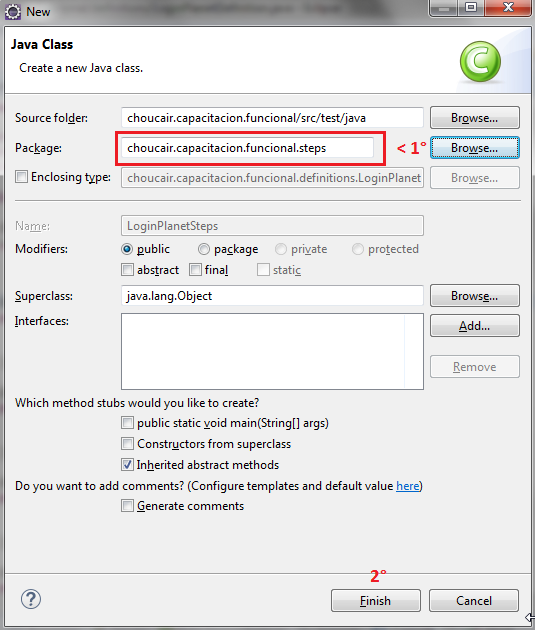 New
Java Class
Create a new Java class.
Source folder: choucair.capacitacion.funcional/src/test/java Browse...
Package: choucair.capacitacion.funcional.steps < 1° Browse...
Enclosing type: choucair.capacitacion.funcional.definitions.LoginPlanet Browse...
Name: LoginPlanetSteps
Modifiers: public package private protected
abstract final static
Superclass: java.lang.Object Browse...
Interfaces: Add...
Remove
Which method stubs would you like to create?
public static void main(String[] args)
Constructors from superclass
Inherited abstract methods
Do you want to add comments? (Configure templates and default value here)
Generate comments
2°
? Finish Cancel